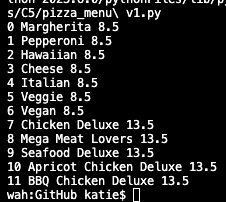 thon-2023.8.0/pythonFiles/lib/p
s/C5/pizza_menu\ v1.py
0 Margherita 8.5
1 Pepperoni 8.5
2 Hawaiian 8.5
3 Cheese 8.5
4 Italian 8.5
5 Veggie 8.5
6 Vegan 8.5
7 Chicken Deluxe 13.5
8 Mega Meat Lovers 13.5
9 Seafood Deluxe 13.5
10 Apricot Chicken Deluxe 13.5
11 BBQ Chicken Deluxe 13.5
wah:GitHub katie$